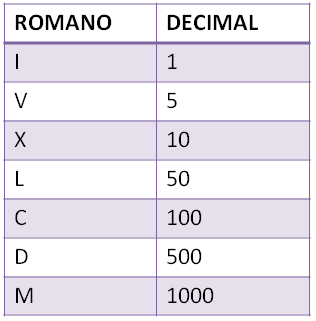 ROMANO DECIMAL
I 1
V 5
X 10
L 50
C 100
D 500
M 1000